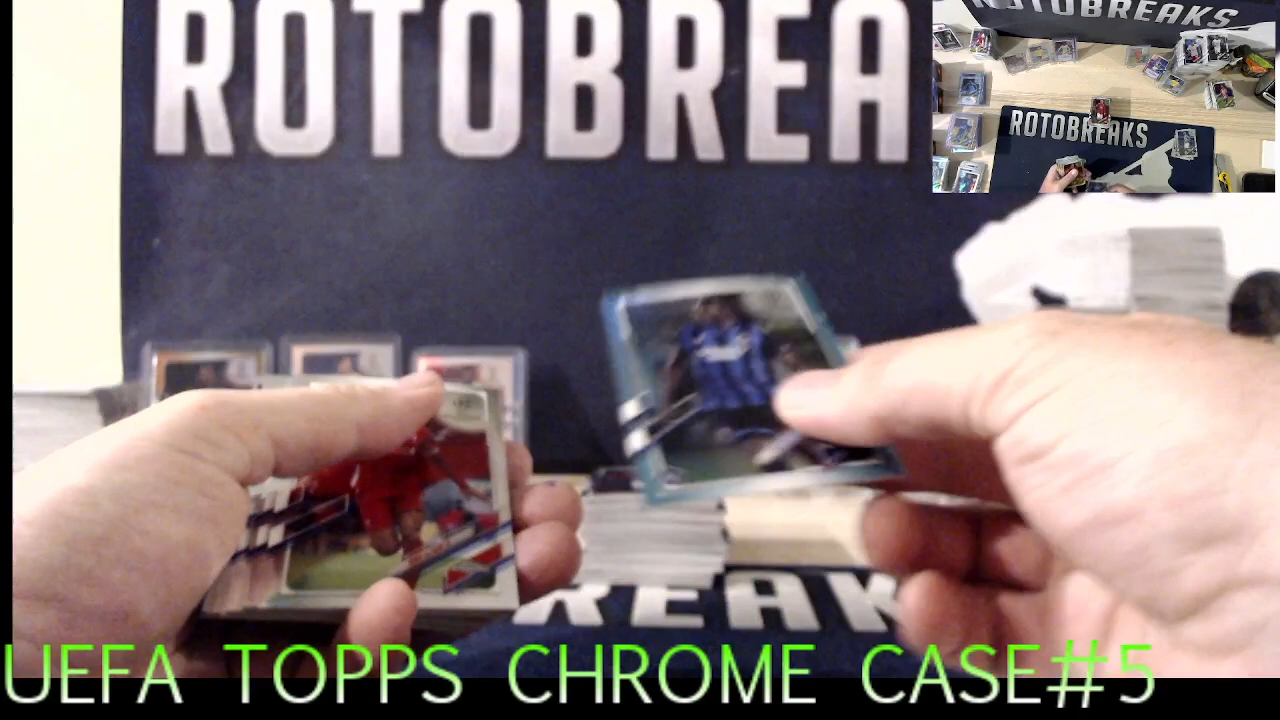 ROTOBREA
ROTOBREAKS
ROTOBREAKS
REAK
UEFA TOPPS CHROME CASE#5